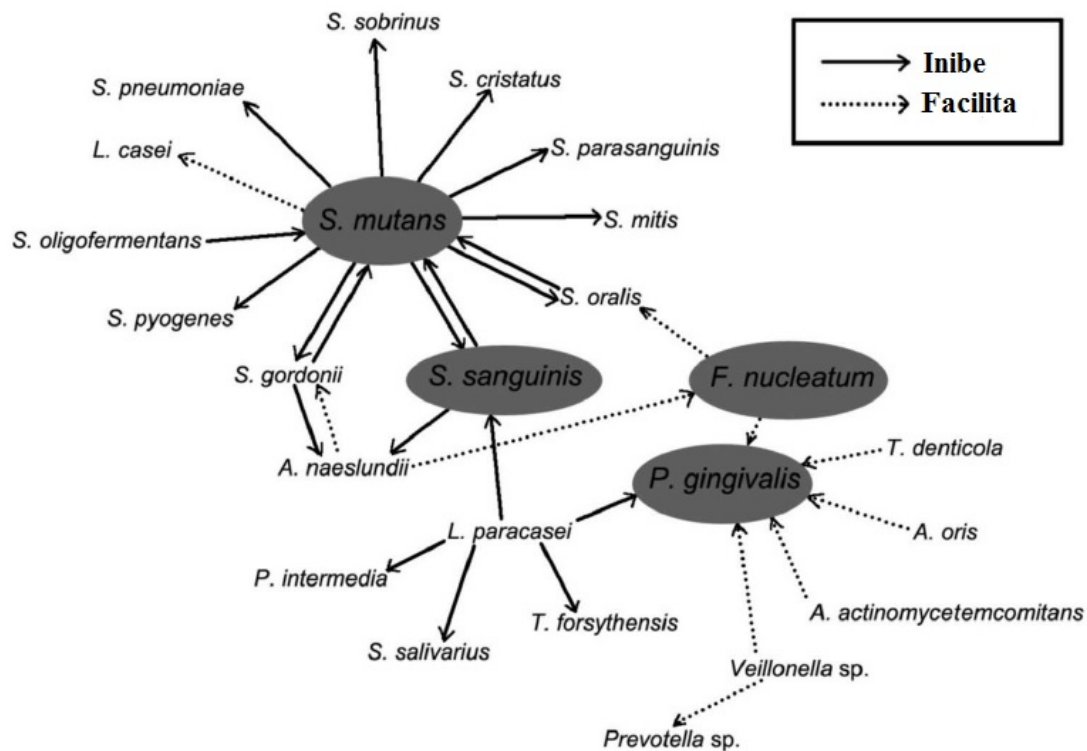 S. sobrinus
Inibe
Facilita
S. pneumoniae
S. cristatus
L. casei
S. parasanguinis
S. mutans
S. mitis
S. oligofermentans
S. oralis
S. pyogenes
S. gordonii
S. sanguinis
F. nucleatum
A. naeslundii
T. denticola
P. gingivalis
L. paracasei
A. oris
P. intermedia
T. forsythensis
A. actinomycetemcomitans
S. salivarius
Veillonella sp.
Prevotella sp.